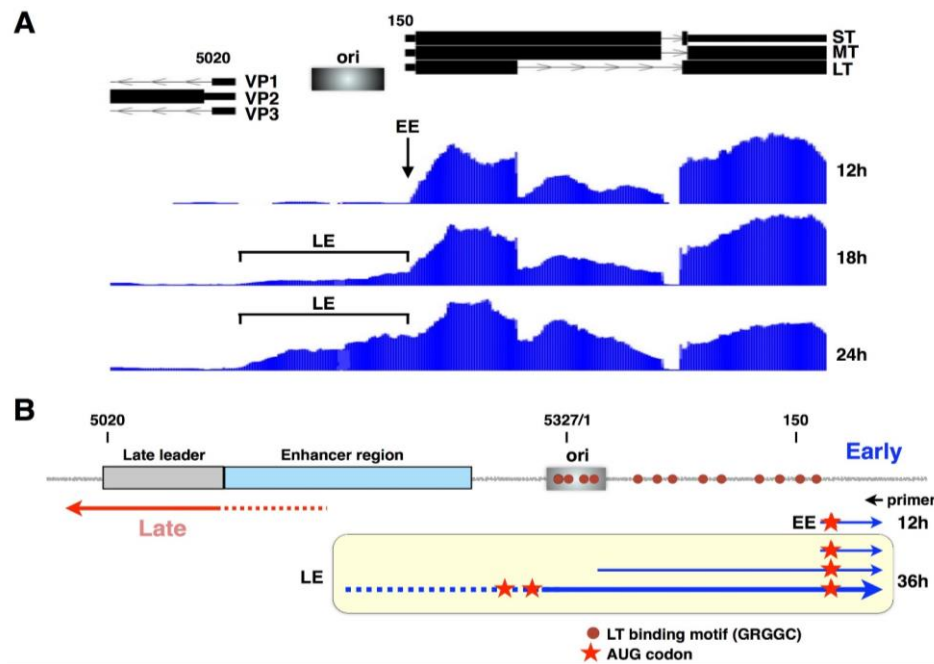 A
150
ST
MT
LT
5020
ori
VP1
VP2
VP3
EE
12h
LE
18h
LE
24h
B
5020
5327/1
150
Late leader
Enhancer region
ori
Early
primer
Late
EE
12h
LE
36h
LT binding motif (GRGGC)
AUG codon